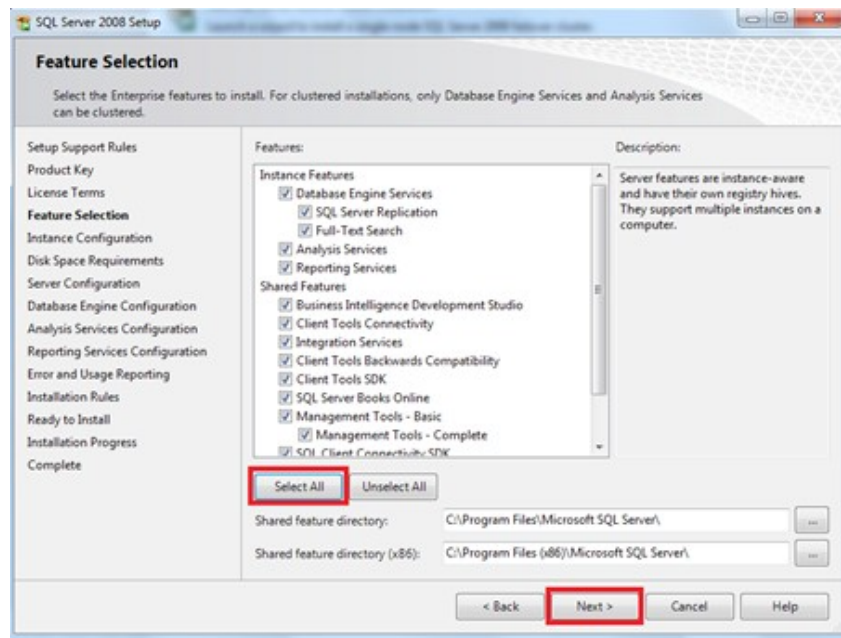 SQL Server 2008 Setup
Feature Selection
Select the Enterprise features to install. For clustered installations, only Database Engine Services and Analysis Services
can be clustered.
Setup Support Rules
Product Key
License Terms
Feature Selection
Instance Configuration
Disk Space Requirements
Server Configuration
Database Engine Configuration
Analysis Services Configuration
Reporting Services Configuration
Error and Usage Reporting
Installation Rules
Ready to Install
Installation Progress
Complete
Features:
Instance Features
Database Engine Services
SQL Server Replication
Full-Text Search
Analysis Services
Reporting Services
Shared Features
Business Intelligence Development Studio
Client Tools Connectivity
Integration Services
Client Tools Backwards Compatibility
Client Tools SDK
SQL Server Books Online
Management Tools - Basic
Management Tools - Complete
SQL Client Connectivity SDK
Description:
Server features are instance-aware
and have their own registry hives.
They support multiple instances on a
computer.
Select All
Unselect All
Shared feature directory:
C:\Program Files\Microsoft SQL Server\
...
Shared feature directory (x86):
C:\Program Files (x86)\Microsoft SQL Server\
...
< Back
Next >
Cancel
Help